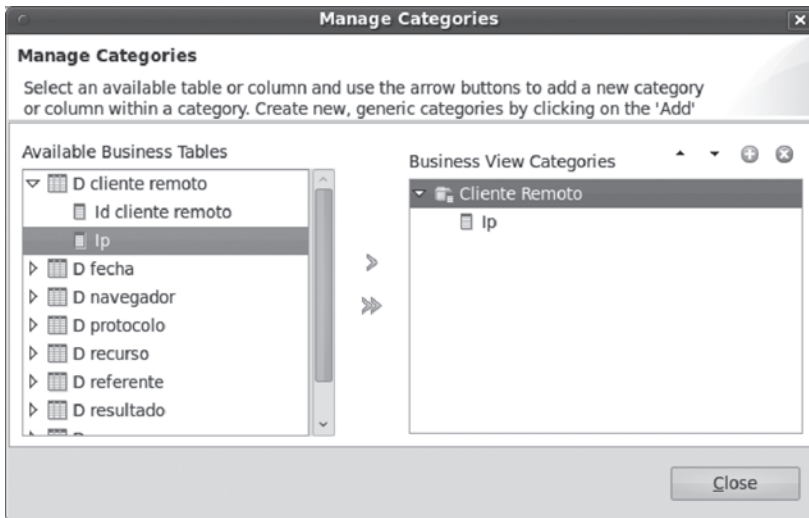 Manage Categories
Manage Categories
Select an available table or column and use the arrow buttons to add a new category
or column within a category. Create new, generic categories by clicking on the 'Add'
Available Business Tables
D cliente remoto
Id cliente remoto
Ip
D fecha
D navegador
D protocolo
D recurso
D referente
D resultado
Business View Categories
Cliente Remoto
Ip
Close